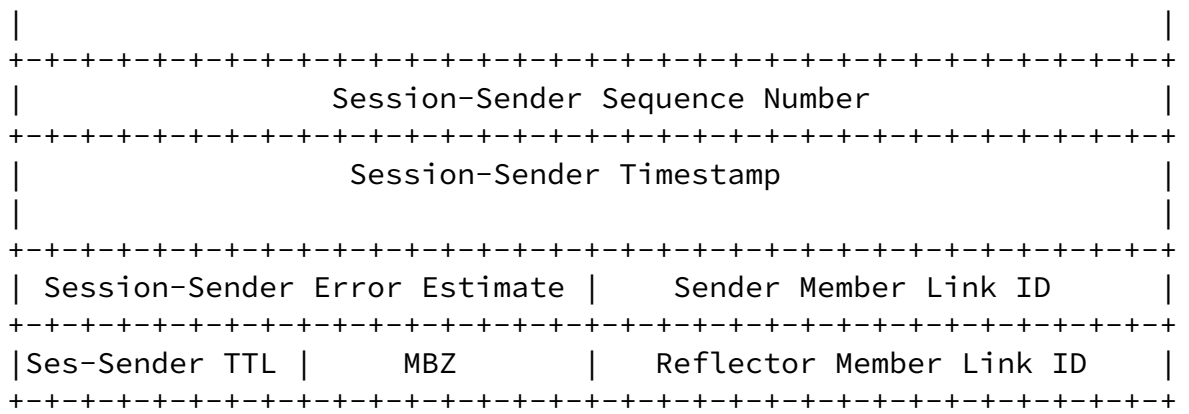 |                                                               |
+-+-+-+-+-+-+-+-+-+-+-+-+-+-+-+-+-+-+-+-+-+-+-+-+-+-+-+-+-+-+-+-+
|                 Session-Sender Sequence Number                |
+-+-+-+-+-+-+-+-+-+-+-+-+-+-+-+-+-+-+-+-+-+-+-+-+-+-+-+-+-+-+-+-+
|                  Session-Sender Timestamp                     |
|                                                               |
+-+-+-+-+-+-+-+-+-+-+-+-+-+-+-+-+-+-+-+-+-+-+-+-+-+-+-+-+-+-+-+-+
| Session-Sender Error Estimate |    Sender Member Link ID      |
+-+-+-+-+-+-+-+-+-+-+-+-+-+-+-+-+-+-+-+-+-+-+-+-+-+-+-+-+-+-+-+-+
|Ses-Sender TTL |     MBZ       |   Reflector Member Link ID    |
+-+-+-+-+-+-+-+-+-+-+-+-+-+-+-+-+-+-+-+-+-+-+-+-+-+-+-+-+-+-+-+-+